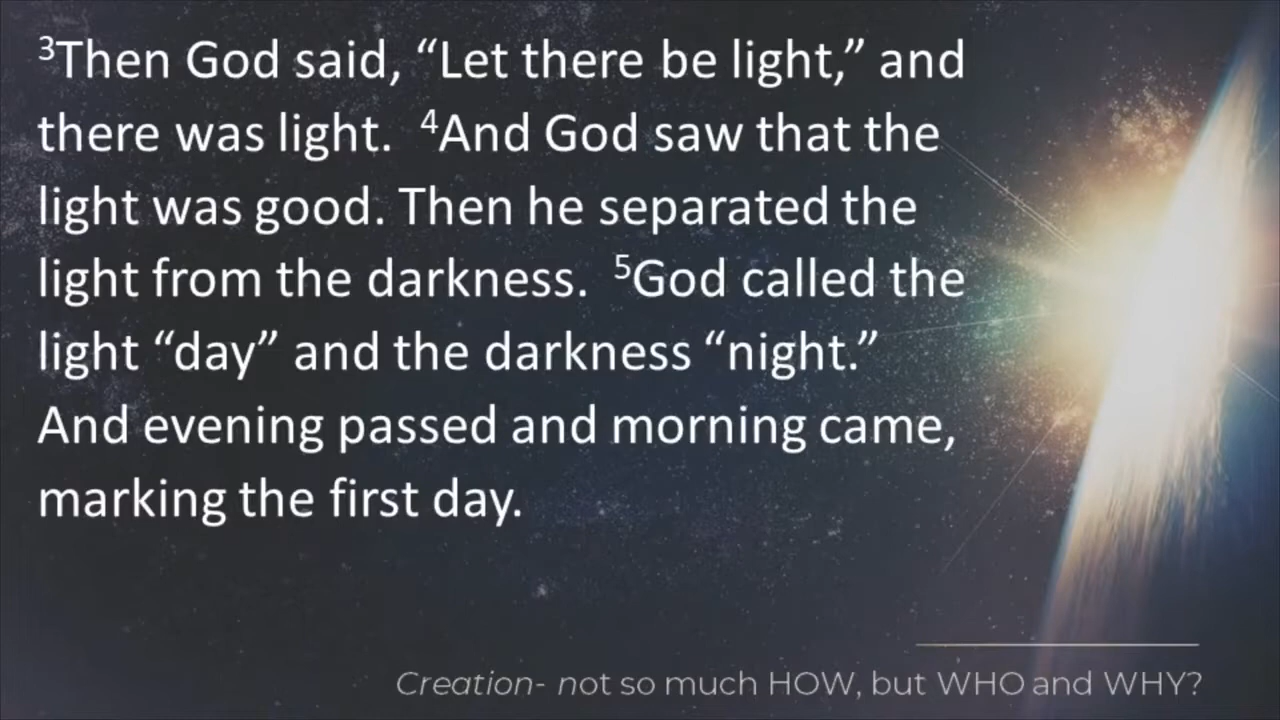 ³Then God said, “Let there be light,” and
there was light.  ⁴And God saw that the
light was good. Then he separated the
light from the darkness.  ⁵God called the
light “day” and the darkness “night.”
And evening passed and morning came,
marking the first day.
Creation- not so much HOW, but WHO and WHY?